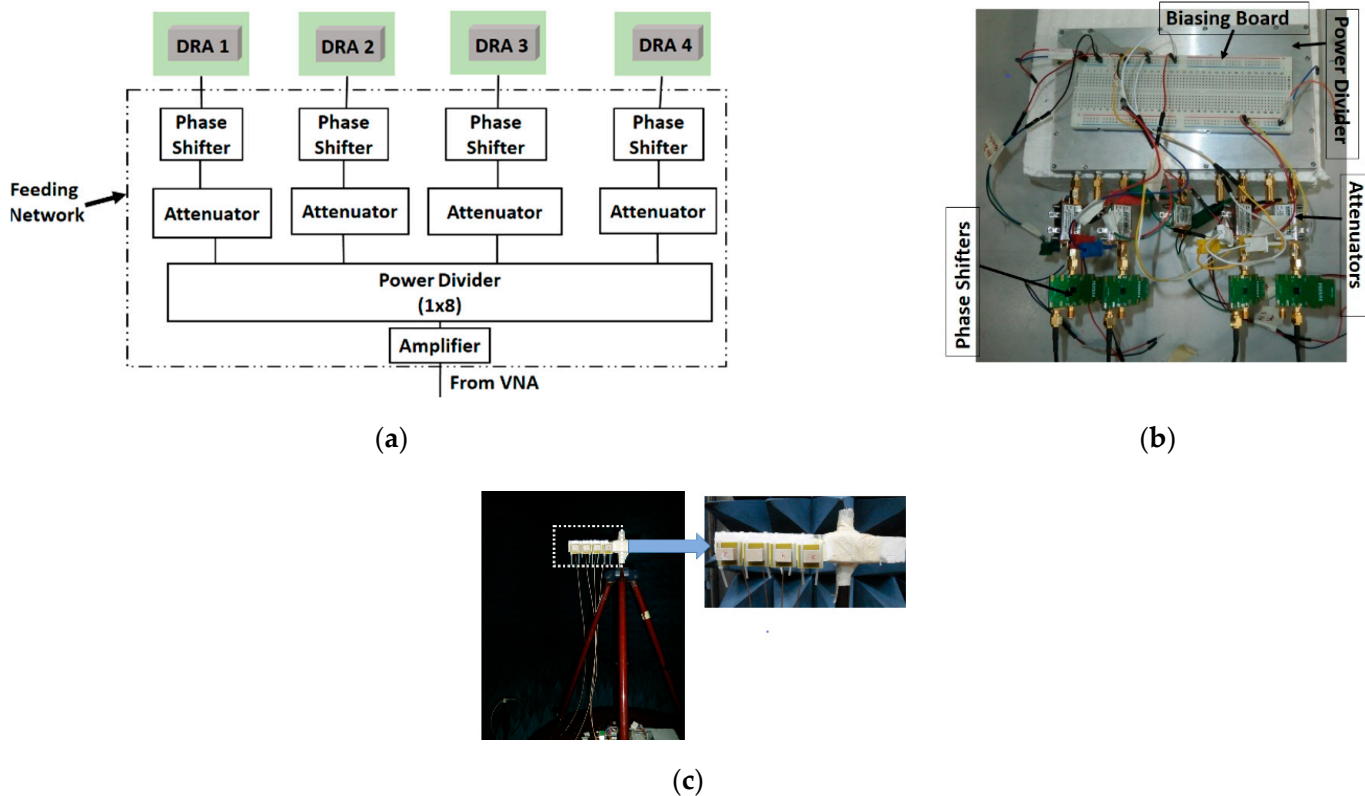 DRA 1
DRA 2
DRA 3
DRA 4
Phase
Shifter
Phase
Shifter
Phase
Shifter
Phase
Shifter
Feeding
Network
Attenuator
Attenuator
Attenuator
Attenuator
Power Divider
(1x8)
Amplifier
From VNA
(a)
Biasing Board
Power Divider
Attenuators
Phase Shifters
(b)
(c)